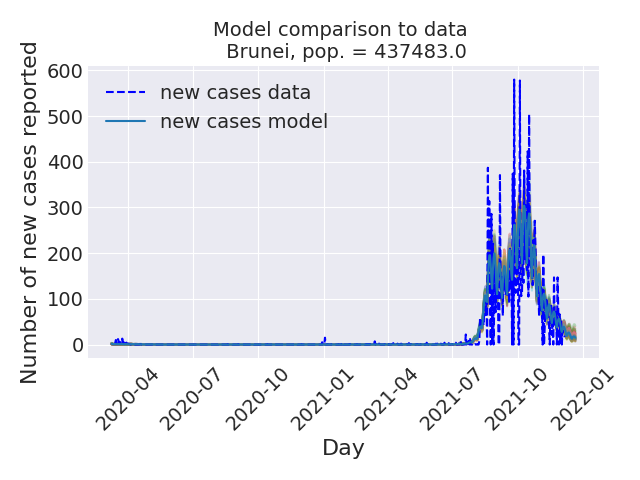 Model comparison to data
Brunei, pop. = 437483.0
Number of new cases reported
600
500
400
300
200
100
0
new cases data
new cases model
2020-04
2020-07
2020-10
2021-01
2021-04
2021-07
2021-10
2022-01
Day